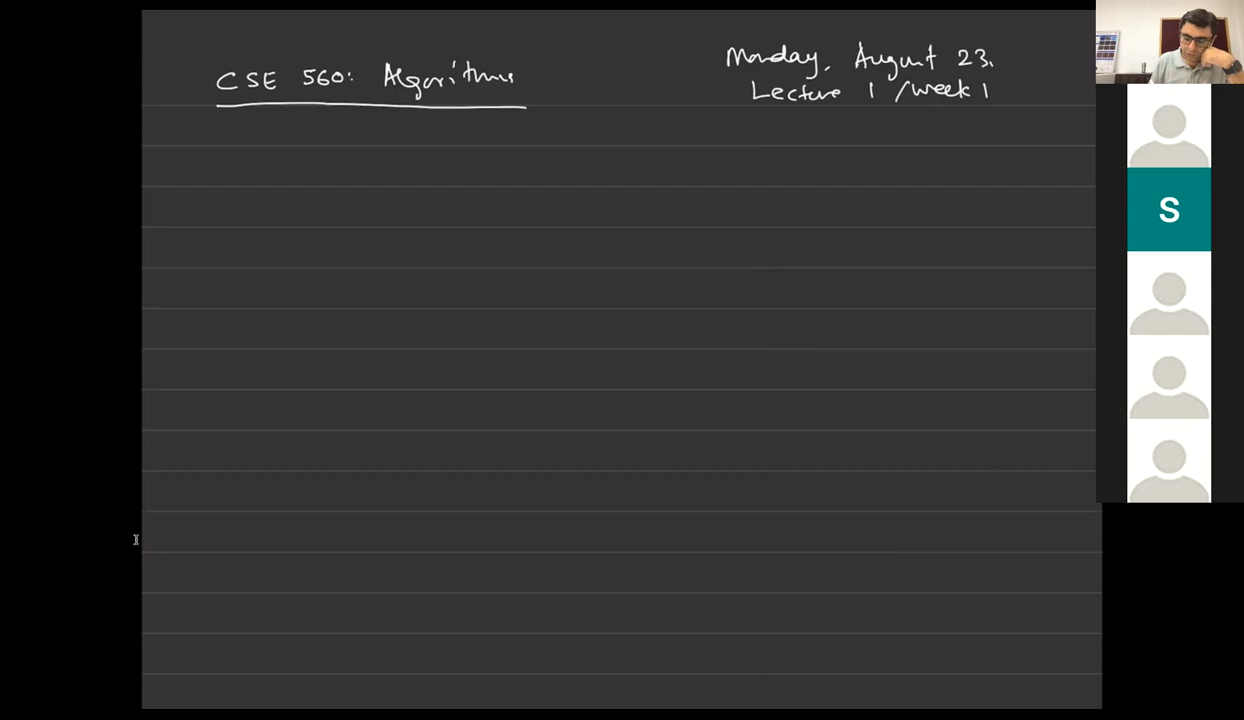 CSE 560: Algorithms
Monday, August 23.
Lecture 1 /week 1
S